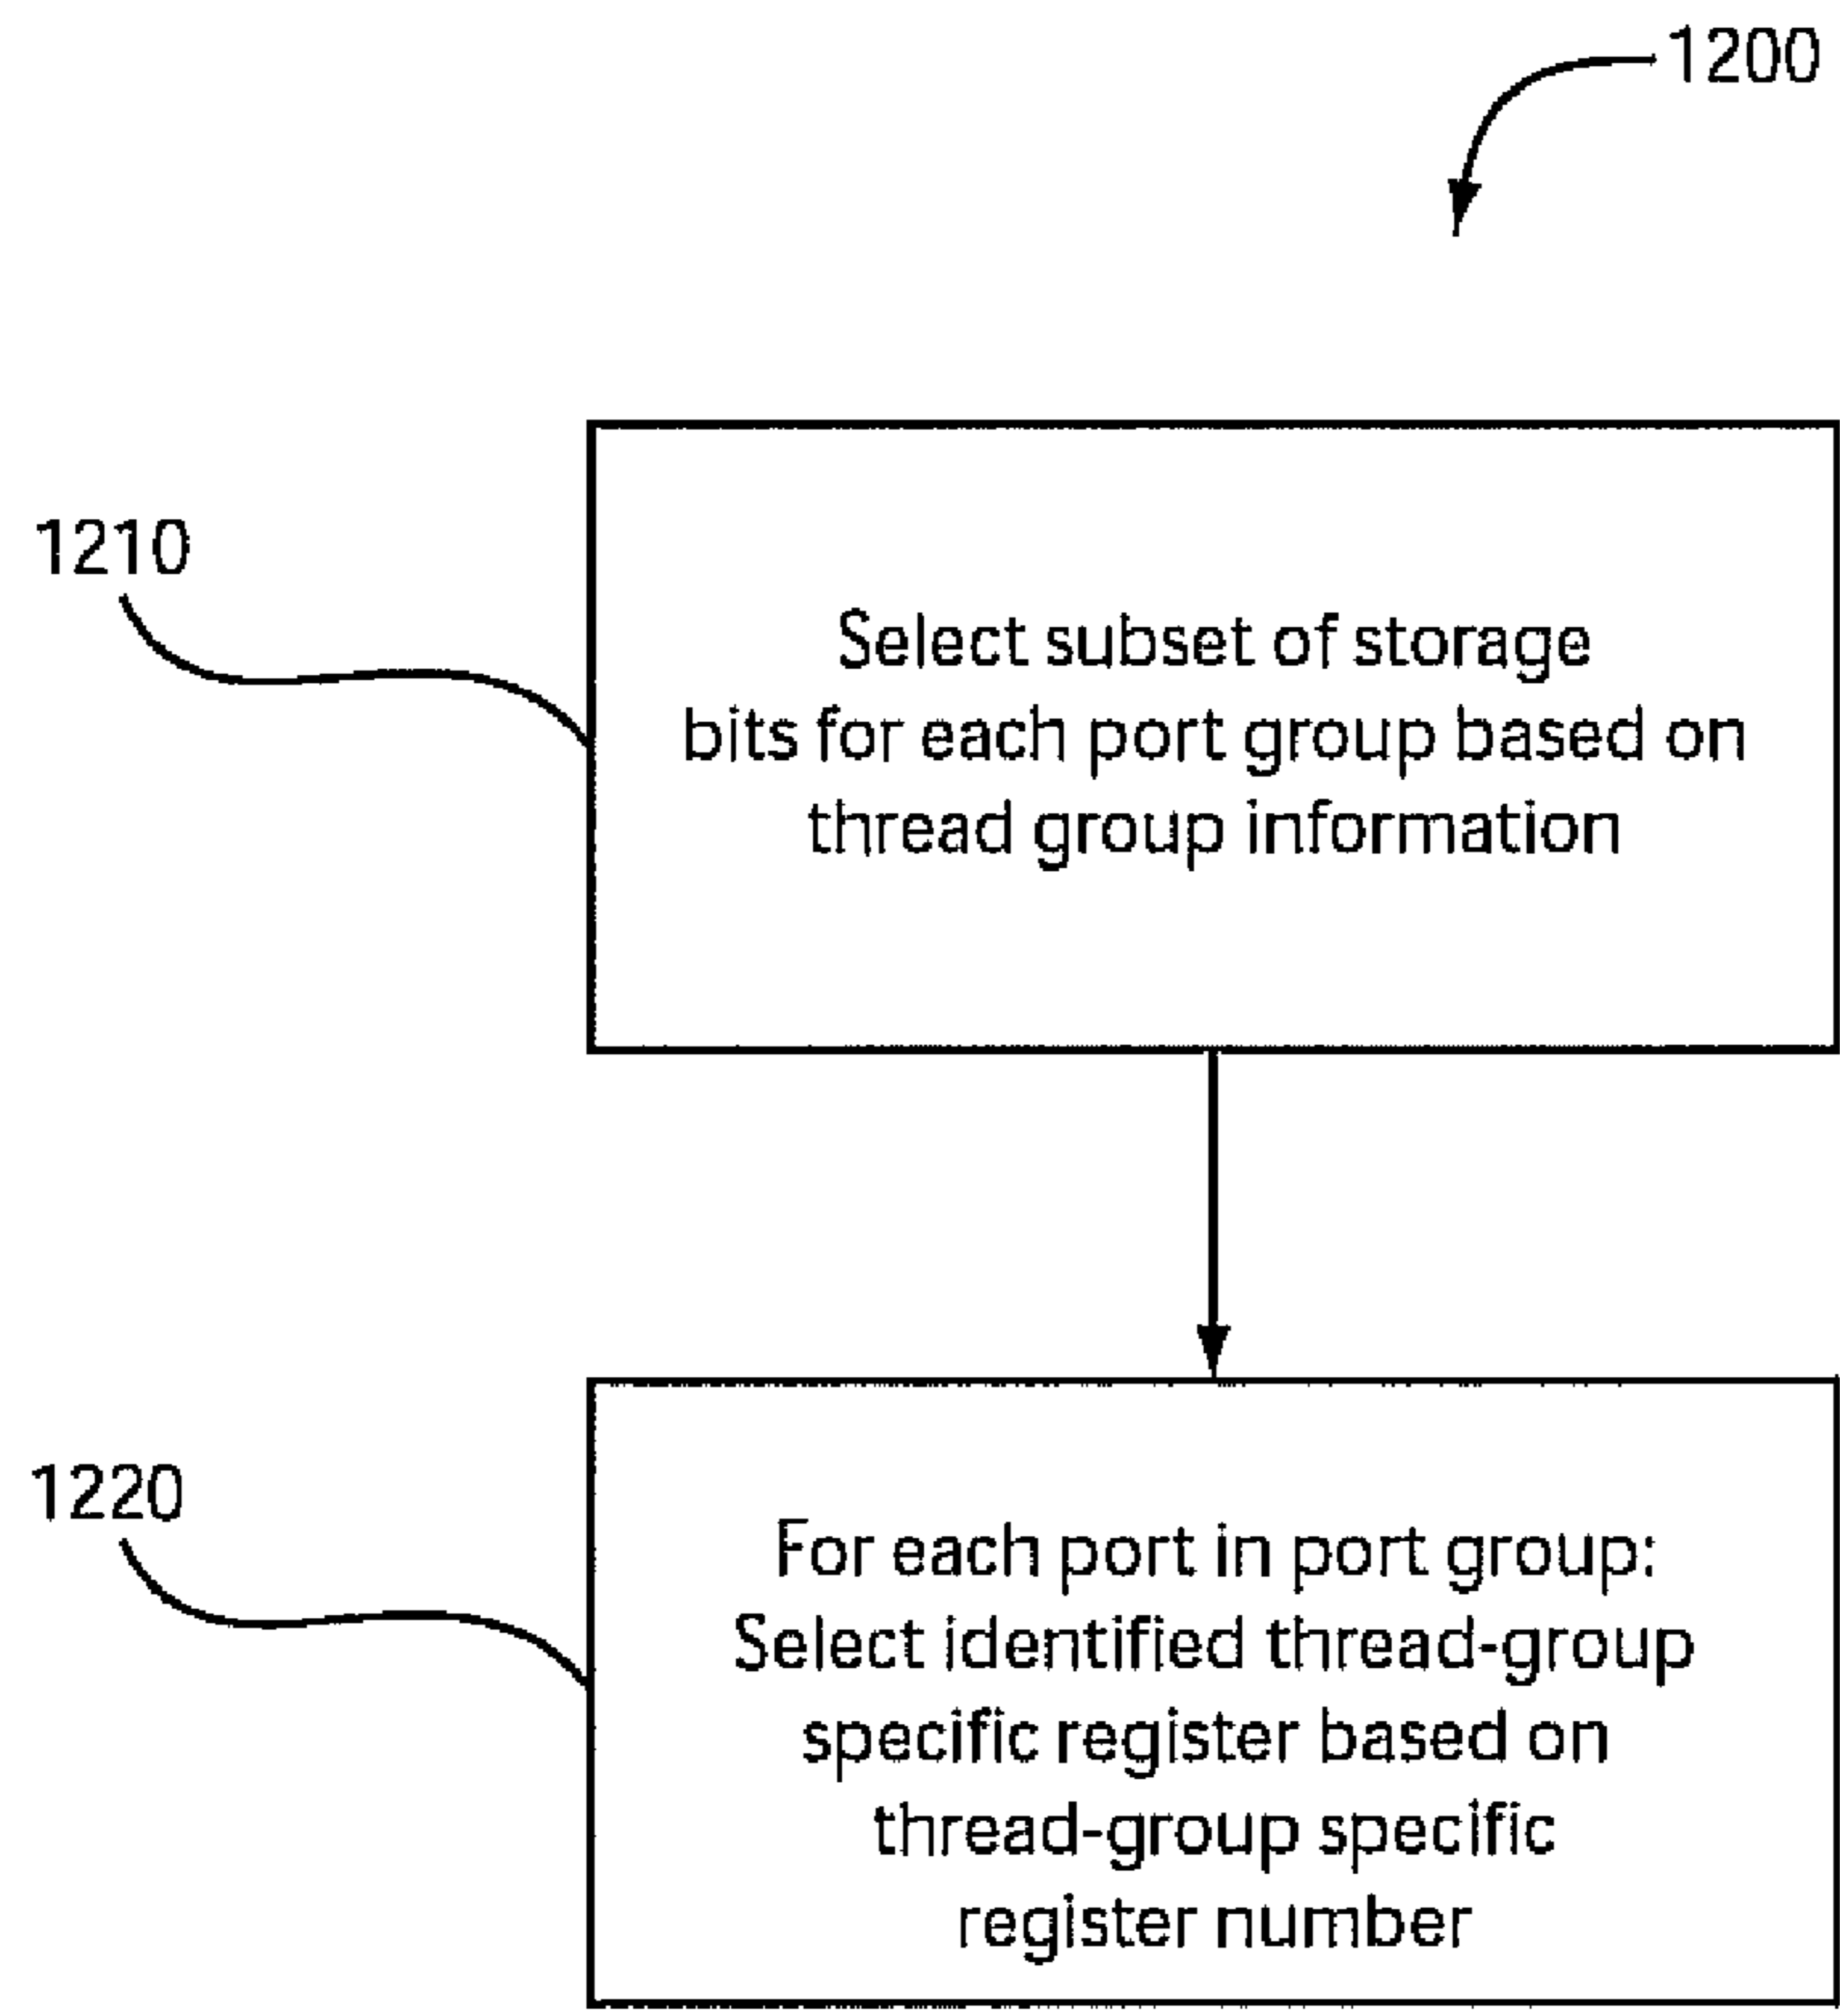 1200
1210
Select subset of storage
bits for each port group based on
thread group information
1220
For each port in port group:
Select identified thread-group
specific register based on
thread-group specific
register number